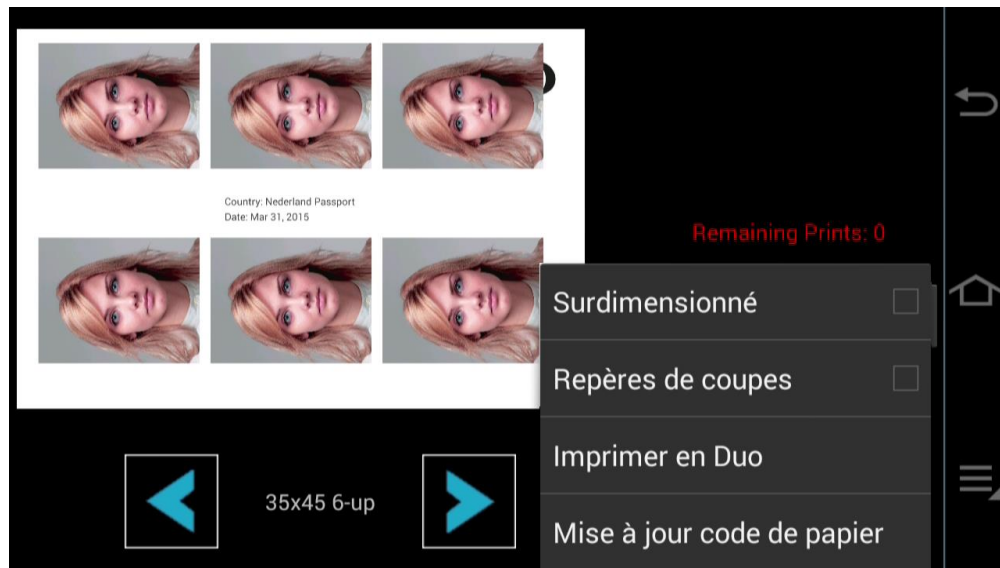 Country: Nederland Passport
Date: Mar 31, 2015
Remaining Prints: 0
Surdimensionné
Repères de coupes
Imprimer en Duo
Mise à jour code de papier
35x45 6-up